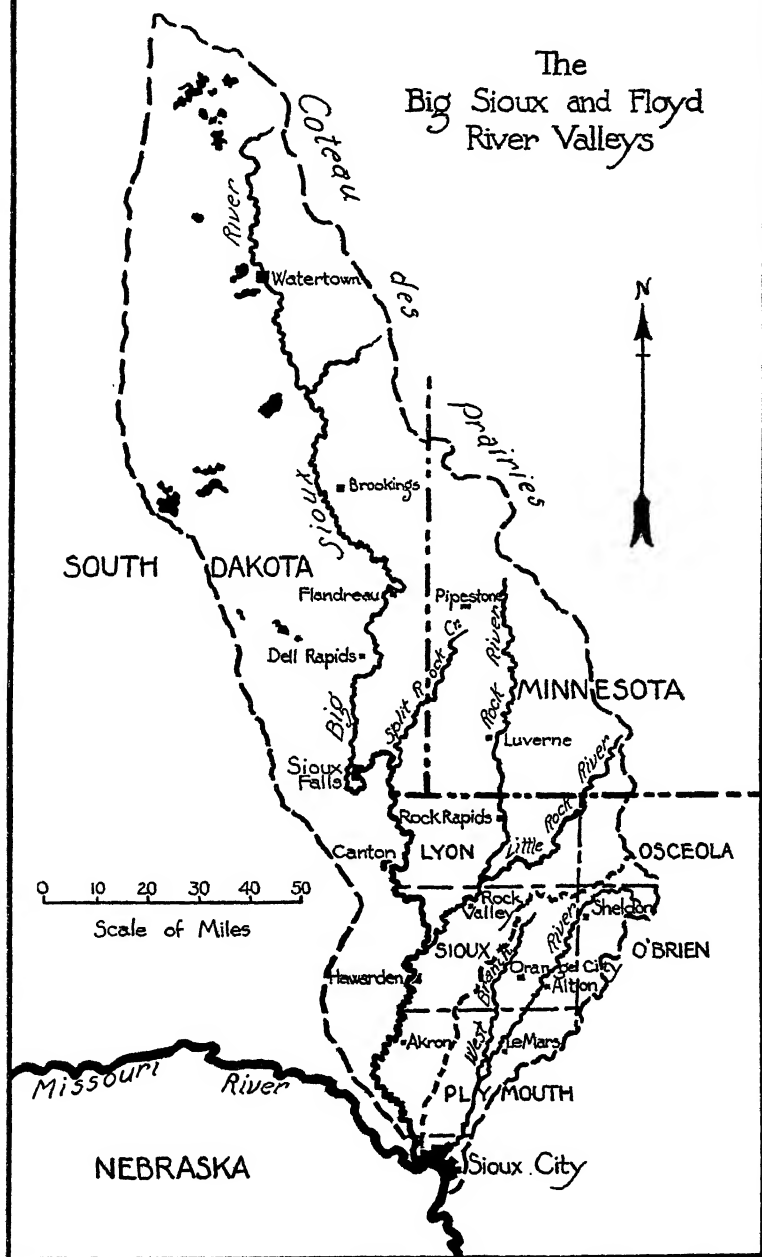 The
Big Sioux and Floyd
River Valleys
Coteau
des
prairies
River
Watertown
N
Sioux
Brookings
SOUTH DAKOTA
Flandreau
Pipestone
Cr.
Split Rock
Rock River
Dell Rapids
Big
MINNESOTA
Luverne
Sioux
Falls
Little Rock River
Rock Rapids
Canton
LYON
OSCEOLA
0 10 20 30 40 50
Scale of Miles
Rock
Valley
River
Sheldon
SIOUX
O'BRIEN
Hawarden
Orange City
Alton
West Branch
Akron
LeMars
Missouri River
PLYMOUTH
NEBRASKA
Sioux City